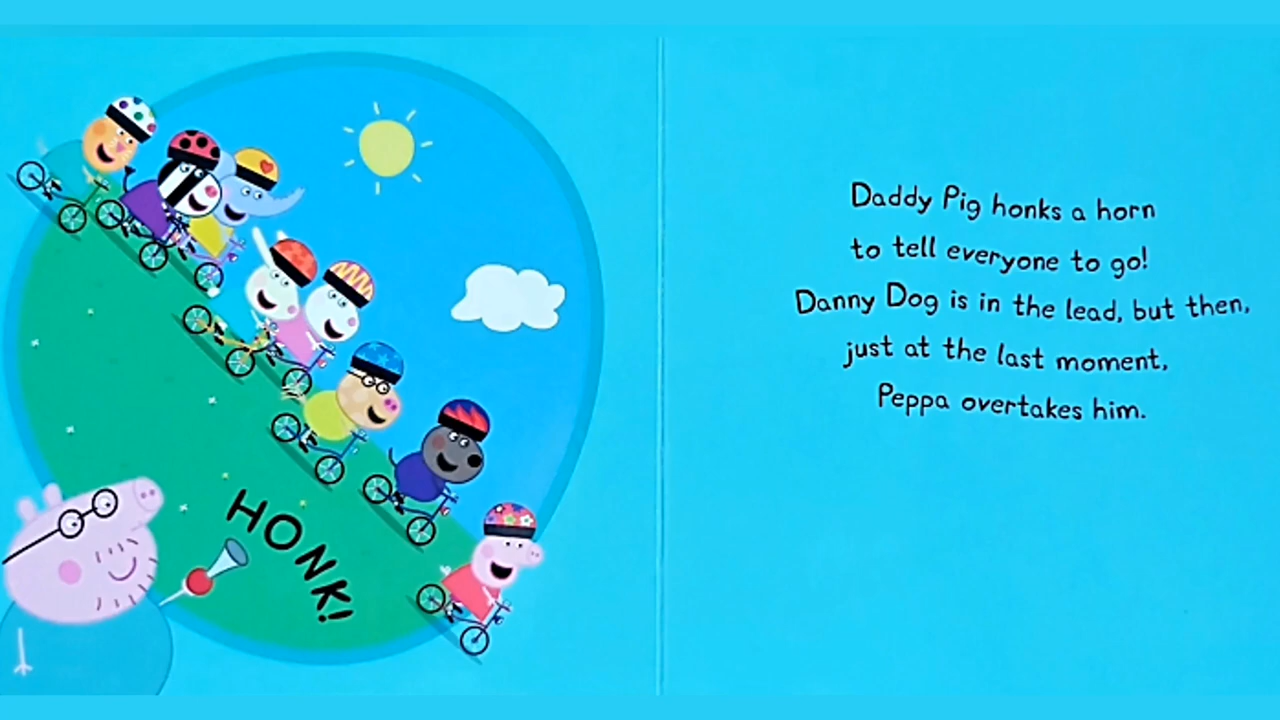 HONK!
Daddy Pig honks a horn
to tell everyone to go!
Danny Dog is in the lead, but then,
just at the last moment,
Peppa overtakes him.